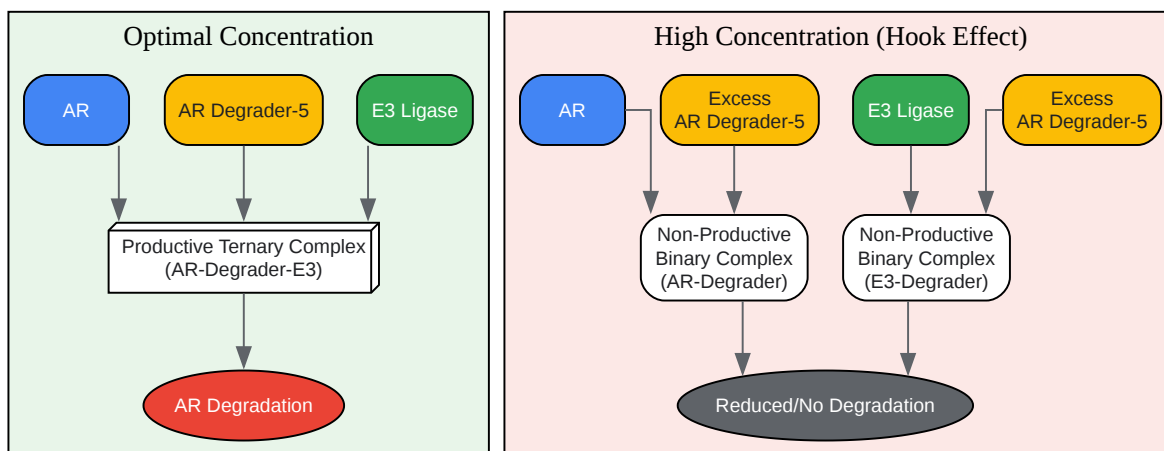 Optimal Concentration
AR
AR Degrader-5
E3 Ligase
Productive Ternary Complex
(AR-Degrader-E3)
AR Degradation
High Concentration (Hook Effect)
AR
Excess
AR Degrader-5
E3 Ligase
Excess
AR Degrader-5
Non-Productive
Binary Complex
(AR-Degrader)
Non-Productive
Binary Complex
(E3-Degrader)
Reduced/No Degradation